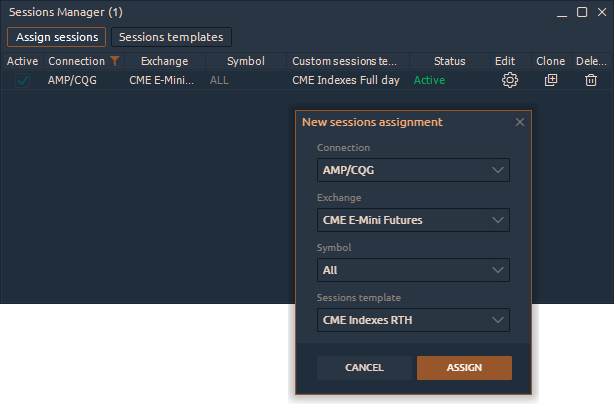 Sessions Manager (1)
Assign sessions Sessions templates
Active Connection Exchange Symbol Custom sessions te... Status Edit Clone Dele...
AMP/CQG CME E-Mini... ALL CME Indexes Full day Active
New sessions assignment
Connection
AMP/CQG
Exchange
CME E-Mini Futures
Symbol
All
Sessions template
CME Indexes RTH
CANCEL ASSIGN